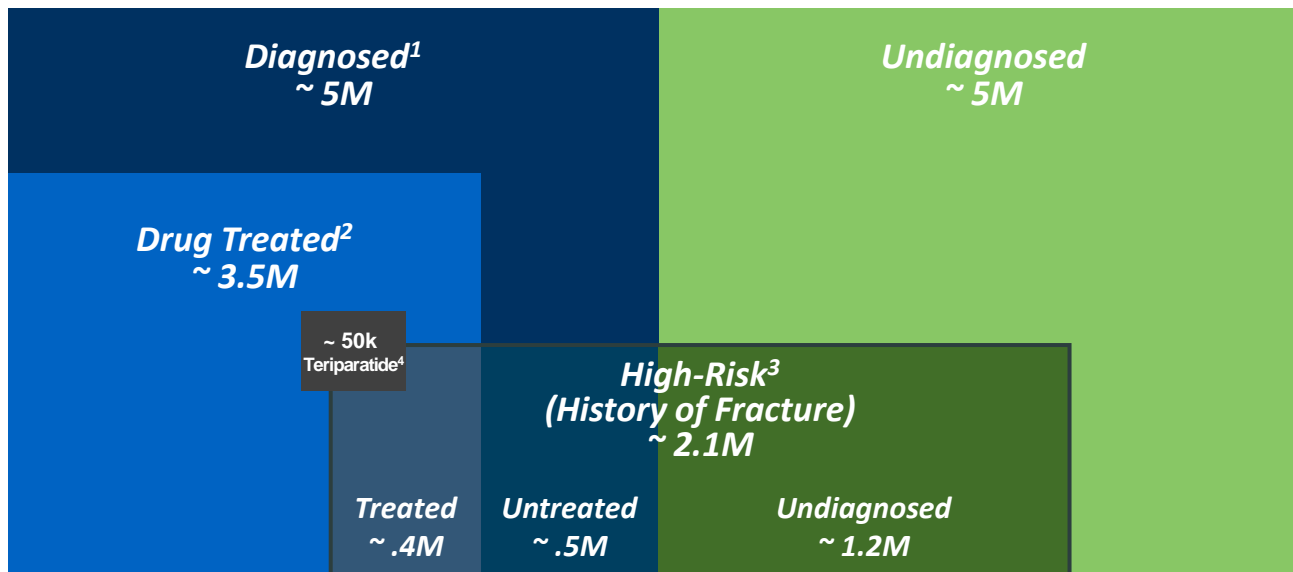 Diagnosed¹
~ 5M
Undiagnosed
~ 5M
Drug Treated²
~ 3.5M
~ 50k
Teriparatide⁴
High-Risk³
(History of Fracture)
~ 2.1M
Treated
~ .4M
Untreated
~ .5M
Undiagnosed
~ 1.2M